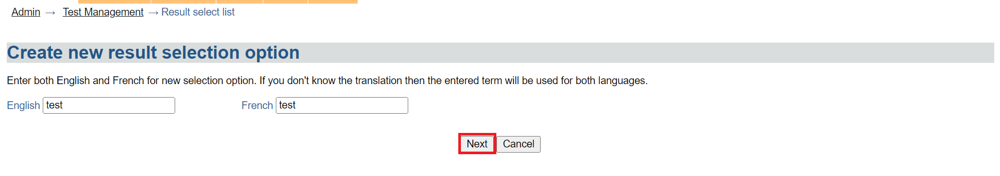 Admin → Test Management → Result select list
Create new result selection option
Enter both English and French for new selection option. If you don't know the translation then the entered term will be used for both languages.
English test French test
Next Cancel